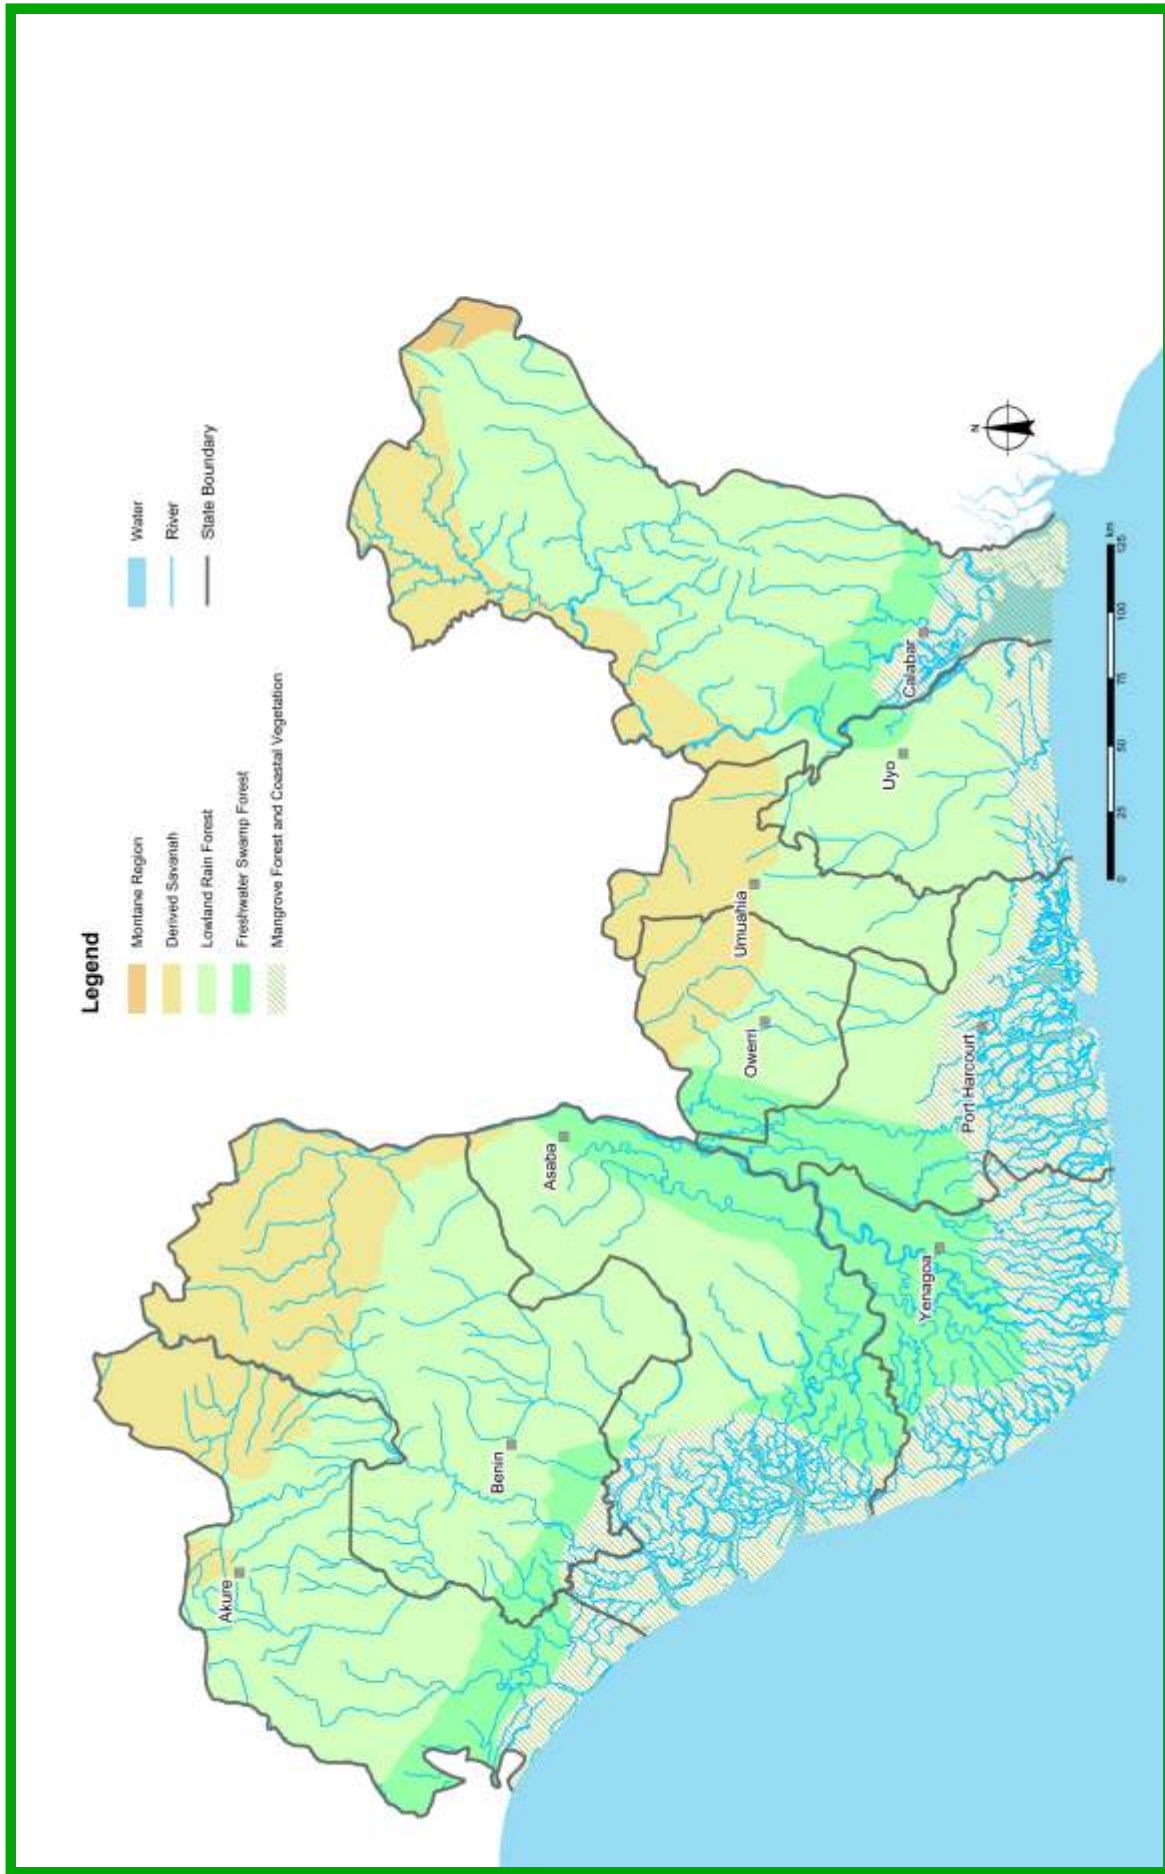 Legend
Montane Region
Derived Savanah
Lowland Rain Forest
Freshwater Swamp Forest
Mangrove Forest and Coastal Vegetation
Water
River
State Boundary
Akure
Benin
Asaba
Owerri
Umuahia
Uyo
Calabar
Port Harcourt
Yenagoa
N
0 25 50 75 100 125 km